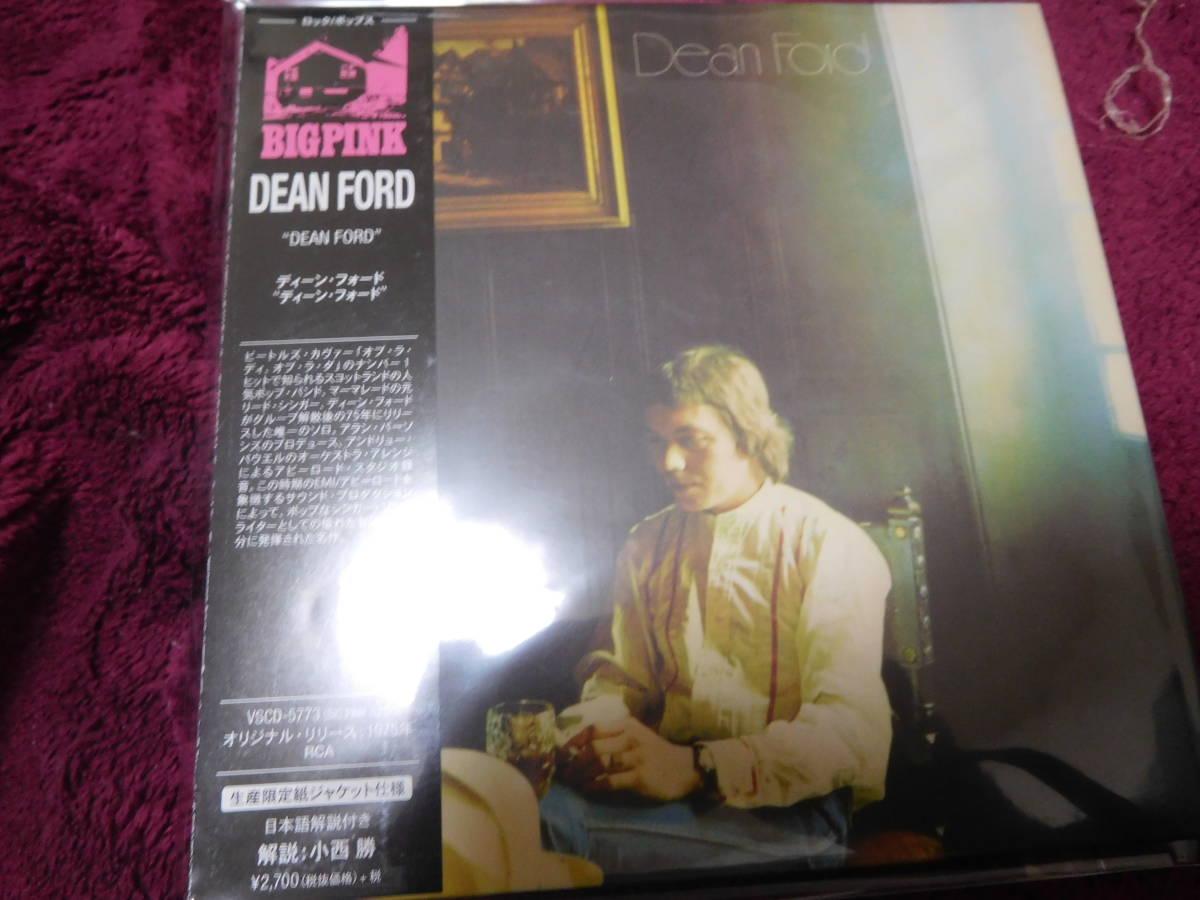 ロック/ポップス
BIG PINK
DEAN FORD
"DEAN FORD"
ディーン・フォード
"ディーン・フォード"
ビートルズ・カヴァー「オブ・ラ・
ディ, オブ・ラ・ダ」のナンバー1
ヒットで知られるスコットランドの人
気ポップ・バンド, マーマレードの元
リード・シンガー, ディーン・フォード
がグループ解散後の75年にリリー
スした唯一のソロ。アラン・パーソ
ンズのプロデュース, アンドリュー・
パウエルのオーケストラ・アレンジ
によるアビーロード・スタジオ録
音。この時期のEMI/アビーロードを
象徴するサウンド・プロダクション
によって, ポップなシンガー
ライターとしての
分に発揮された名作。
VSCD-5773
オリジナル・リリース:1975年
RCA
生産限定紙ジャケット仕様
日本語解説付き
解説:小西 勝
¥2,700(税抜価格)+税
Dean Ford